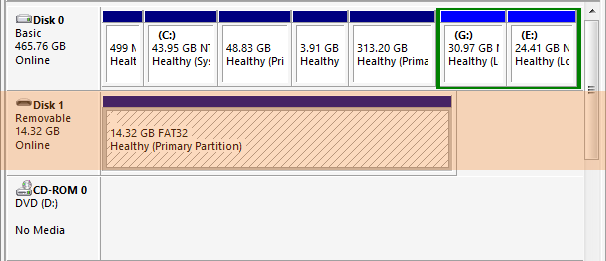 Disk 0
Basic
465.76 GB
Online
499 M
Healt
(C:)
43.95 GB NT
Healthy (Sys
48.83 GB
Healthy (Pri
3.91 GB
Healthy
313.20 GB
Healthy (Prima
(G:)
30.97 GB N
Healthy (L
(E:)
24.41 GB N
Healthy (Lo
Disk 1
Removable
14.32 GB
Online
14.32 GB FAT32
Healthy (Primary Partition)
CD-ROM 0
DVD (D:)
No Media